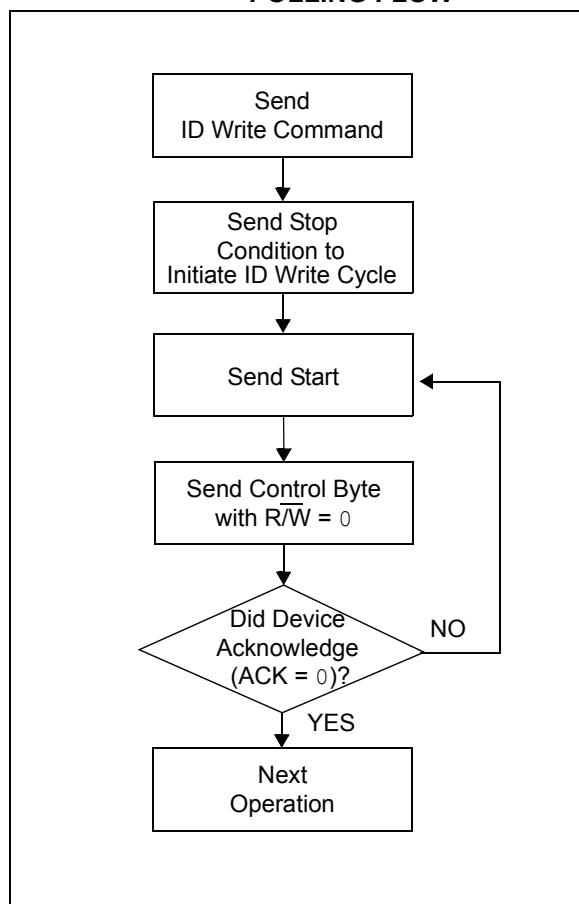 POLLING FLOW
Send
ID Write Command
Send Stop
Condition to
Initiate ID Write Cycle
Send Start
Send Control Byte
with R/W̅ = 0
Did Device
Acknowledge
(ACK = 0)?
NO
YES
Next
Operation